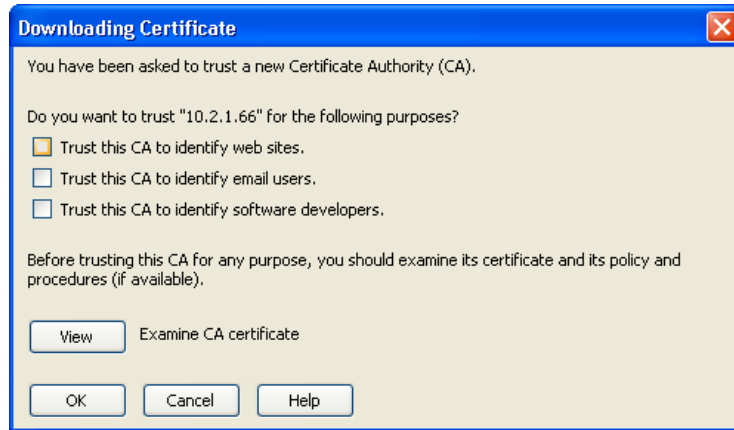 Downloading Certificate
You have been asked to trust a new Certificate Authority (CA).
Do you want to trust "10.2.1.66" for the following purposes?
Trust this CA to identify web sites.
Trust this CA to identify email users.
Trust this CA to identify software developers.
Before trusting this CA for any purpose, you should examine its certificate and its policy and
procedures (if available).
View Examine CA certificate
OK Cancel Help